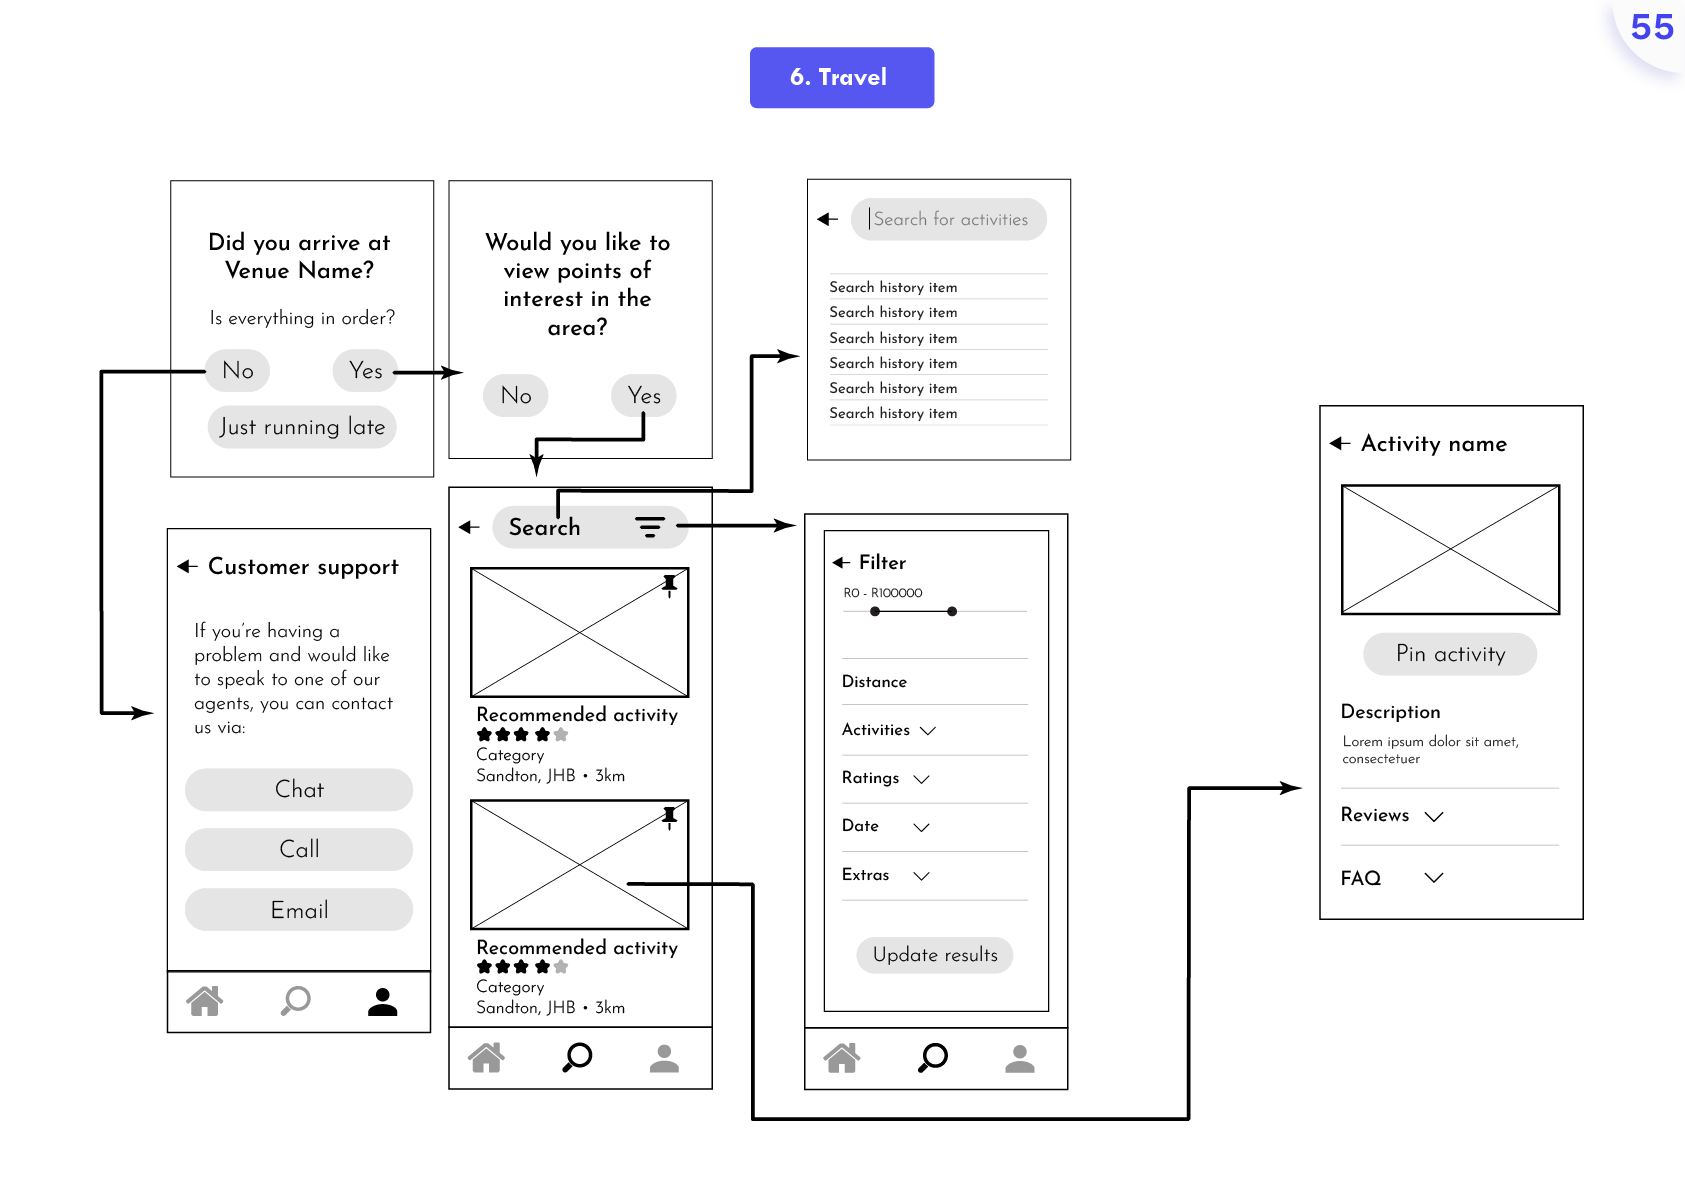 55
6. Travel
Did you arrive at
Venue Name?
Is everything in order?
No
Yes
Just running late
Would you like to
view points of
interest in the
area?
No
Yes
Search for activities
Search history item
Search history item
Search history item
Search history item
Search history item
Search history item
Customer support
If you’re having a
problem and would like
to speak to one of our
agents, you can contact
us via:
Chat
Call
Email
Search
Recommended activity
Category
Sandton, JHB • 3km
Recommended activity
Category
Sandton, JHB • 3km
Filter
R0 - R100000
Distance
Activities
Ratings
Date
Extras
Update results
Activity name
Pin activity
Description
Lorem ipsum dolor sit amet,
consectetuer
Reviews
FAQ